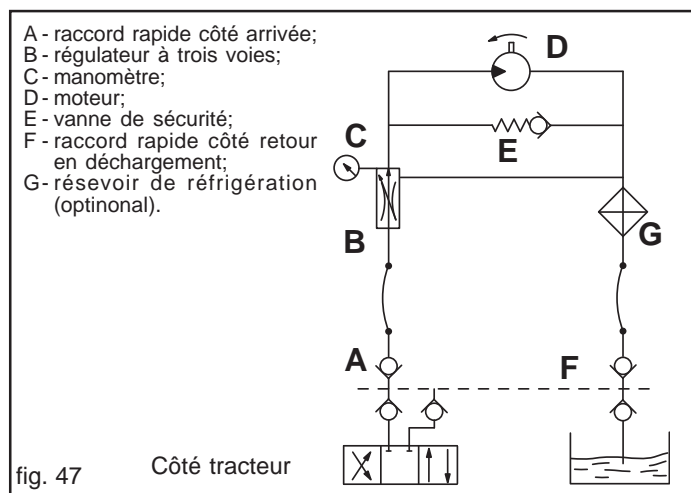 A - raccord rapide côté arrivée;
B - régulateur à trois voies;
C - manomètre;
D - moteur;
E - vanne de sécurité;
F - raccord rapide côté retour
en déchargement;
G - résevoir de réfrigération
(optinonal).
D
C
E
B
G
A
F
fig. 47
Côté tracteur